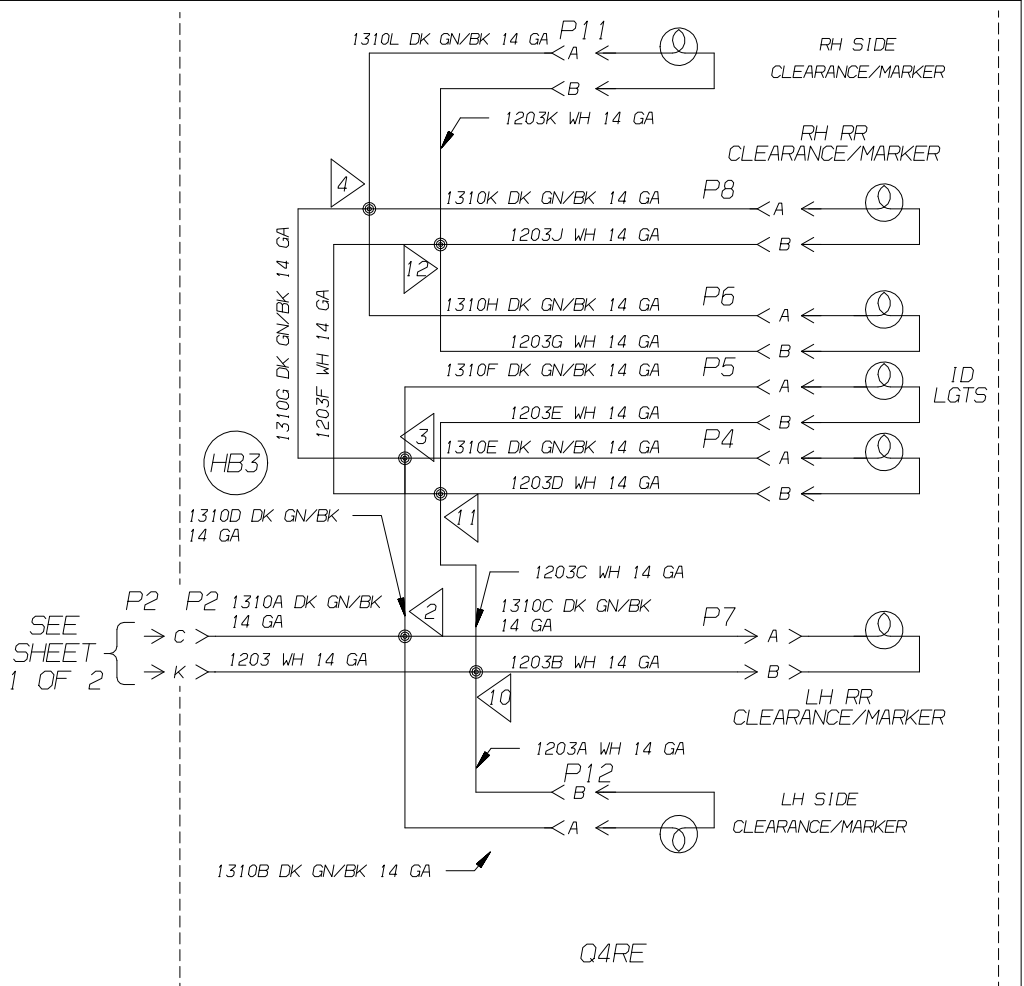 1310L DK GN/BK 14 GA
P11
A
B
RH SIDE
CLEARANCE/MARKER
1203K WH 14 GA
RH RR
CLEARANCE/MARKER
4
1310K DK GN/BK 14 GA
P8
A
1203J WH 14 GA
B
12
1310G DK GN/BK 14 GA
1203F WH 14 GA
1310H DK GN/BK 14 GA
P6
A
1203G WH 14 GA
B
1310F DK GN/BK 14 GA
P5
A
ID
LGTS
1203E WH 14 GA
B
3
1310E DK GN/BK 14 GA
P4
A
HB3
1203D WH 14 GA
B
11
1310D DK GN/BK
14 GA
1203C WH 14 GA
P2
P2
1310A DK GN/BK
14 GA
2
1310C DK GN/BK
14 GA
P7
SEE
SHEET
1 OF 2
C
A
K
1203 WH 14 GA
1203B WH 14 GA
B
10
LH RR
CLEARANCE/MARKER
1203A WH 14 GA
P12
B
A
LH SIDE
CLEARANCE/MARKER
1310B DK GN/BK 14 GA
Q4RE